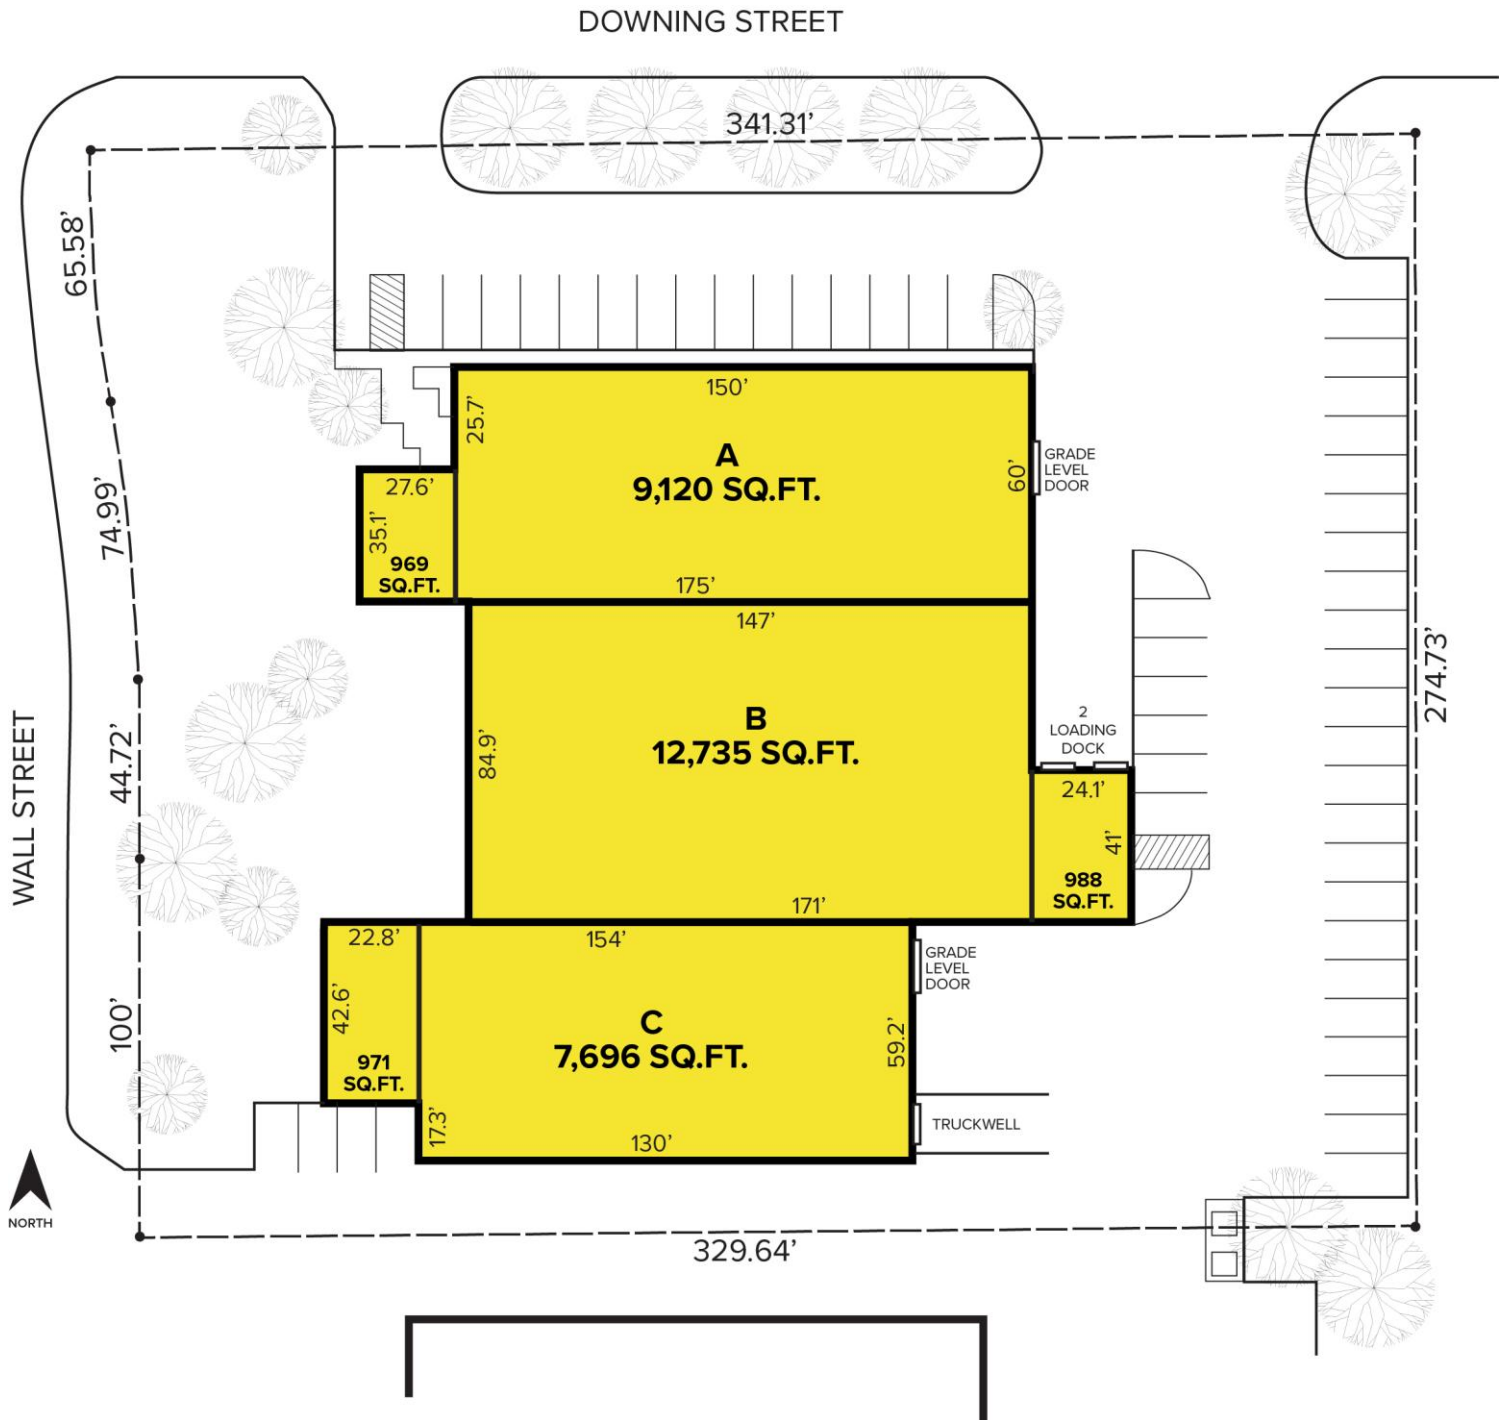 DOWNING STREET
341.31'
65.58'
74.99'
44.72'
100'
WALL STREET
150'
25.7'
A
9,120 SQ.FT.
60'
GRADE
LEVEL
DOOR
27.6'
35.1'
969
SQ.FT.
175'
147'
B
12,735 SQ.FT.
84.9'
2
LOADING
DOCK
24.1'
41'
988
SQ.FT.
171'
274.73'
22.8'
42.6'
971
SQ.FT.
154'
C
7,696 SQ.FT.
59.2'
GRADE
LEVEL
DOOR
17.3'
130'
TRUCKWELL
NORTH
329.64'